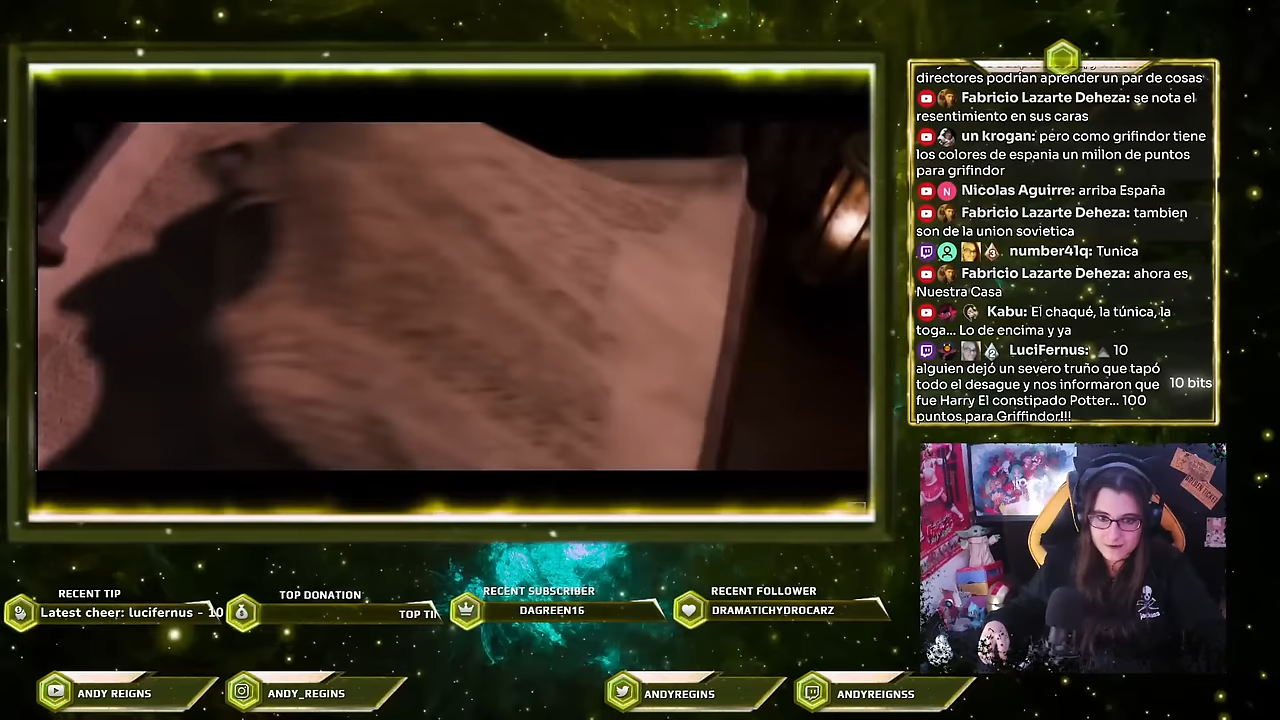 directores podrían aprender un par de cosas
Fabricio Lazarte Deheza: se nota el
resentimiento en sus caras
un krogan: pero como grifindor tiene
los colores de espania un millon de puntos
para grifindor
N Nicolas Aguirre: arriba España
Fabricio Lazarte Deheza: tambien
son de la union sovietica
3 number41q: Tunica
Fabricio Lazarte Deheza: ahora es,
Nuestra Casa
Kabu: El chaqué, la túnica, la
toga... Lo de encima y ya
2 LuciFernus: 10
alguien dejó un severo truño que tapó
todo el desague y nos informaron que
fue Harry El constipado Potter... 100
puntos para Griffindor!!!
10 bits
RECENT TIP
Latest cheer: lucifernus - 10
TOP DONATION
TOP TI
RECENT SUBSCRIBER
DAGREEN16
RECENT FOLLOWER
DRAMATICHYDROCARZ
ANDY REIGNS
ANDY_REGINS
ANDYREGINS
ANDYREIGNSS